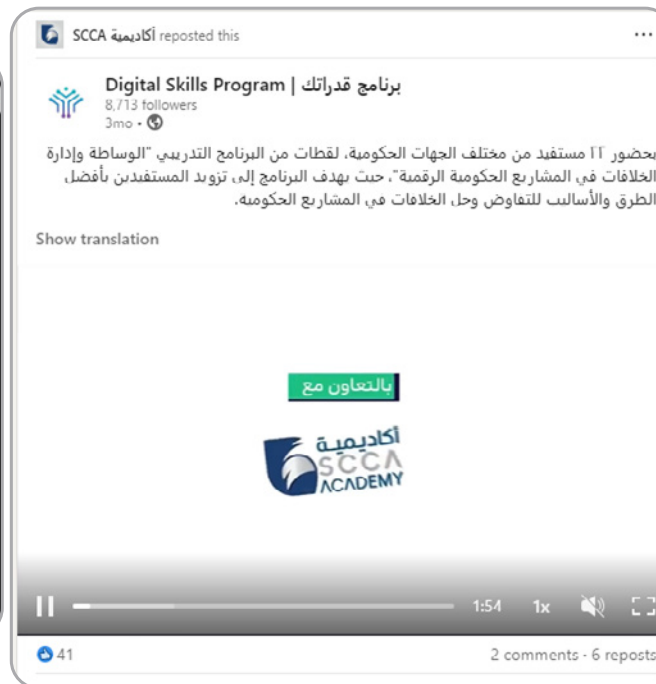 SCCA أكاديمية reposted this
Digital Skills Program | برنامج قدراتك
8,713 followers
3mo •
بحضور ٢٢ مستفيد من مختلف الجهات الحكومية، لقطات من البرنامج التدريبي "الوساطة وإدارة
الخلافات في المشاريع الحكومية الرقمية"، حيث يهدف البرنامج إلى تزويد المستفيدين بأفضل
الطرق والأساليب للتفاوض وحل الخلافات في المشاريع الحكومية.
Show translation
بالتعاون مع
أكاديمية
SCCA
ACADEMY
1:54 1x
41
2 comments · 6 reposts